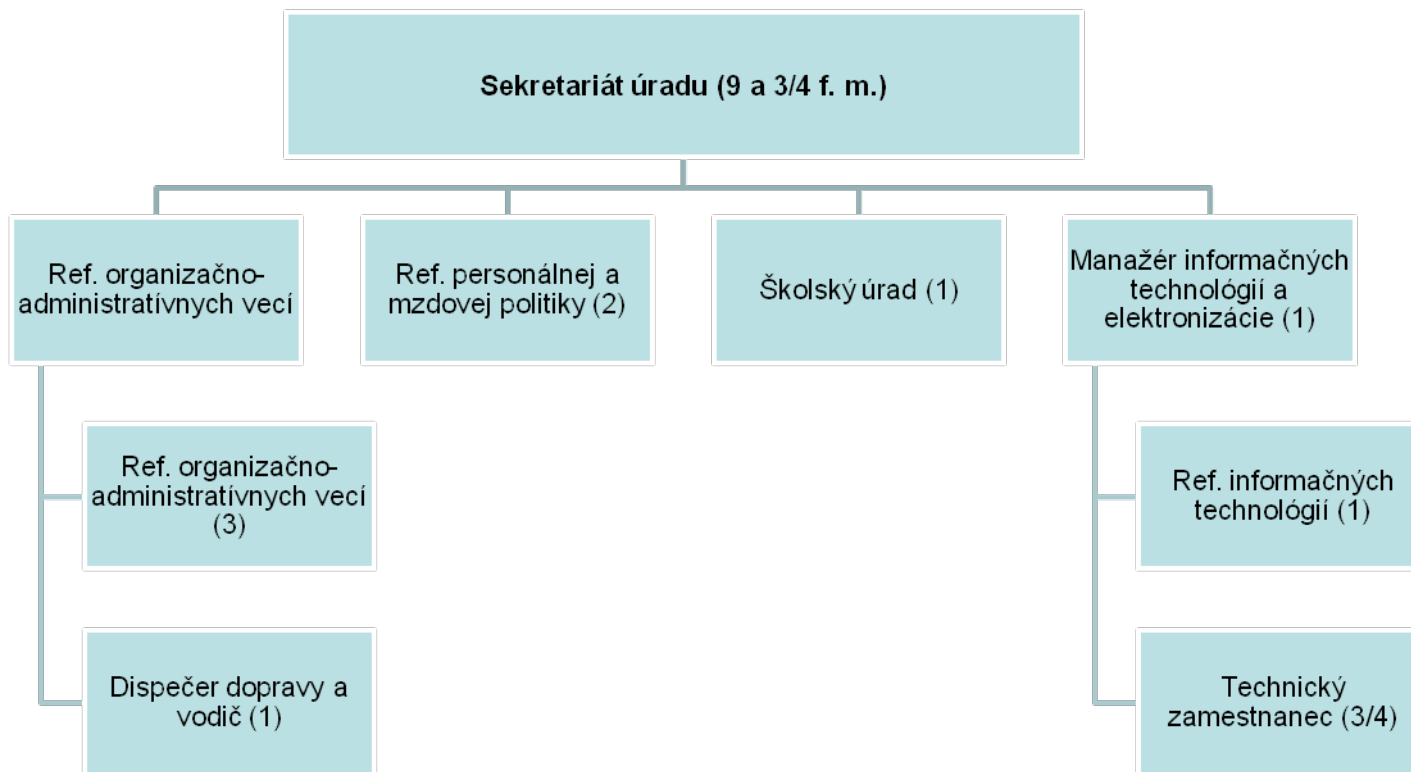 Sekretariát úradu (9 a 3/4 f. m.)
Ref. organizačno-
administratívnych vecí
Ref. personálnej a
mzdovej politiky (2)
Školský úrad (1)
Manažér informačných
technológií a
elektronizácie (1)
Ref. organizačno-
administratívnych vecí
(3)
Ref. informačných
technológií (1)
Dispečer dopravy a
vodič (1)
Technický
zamestnanec (3/4)